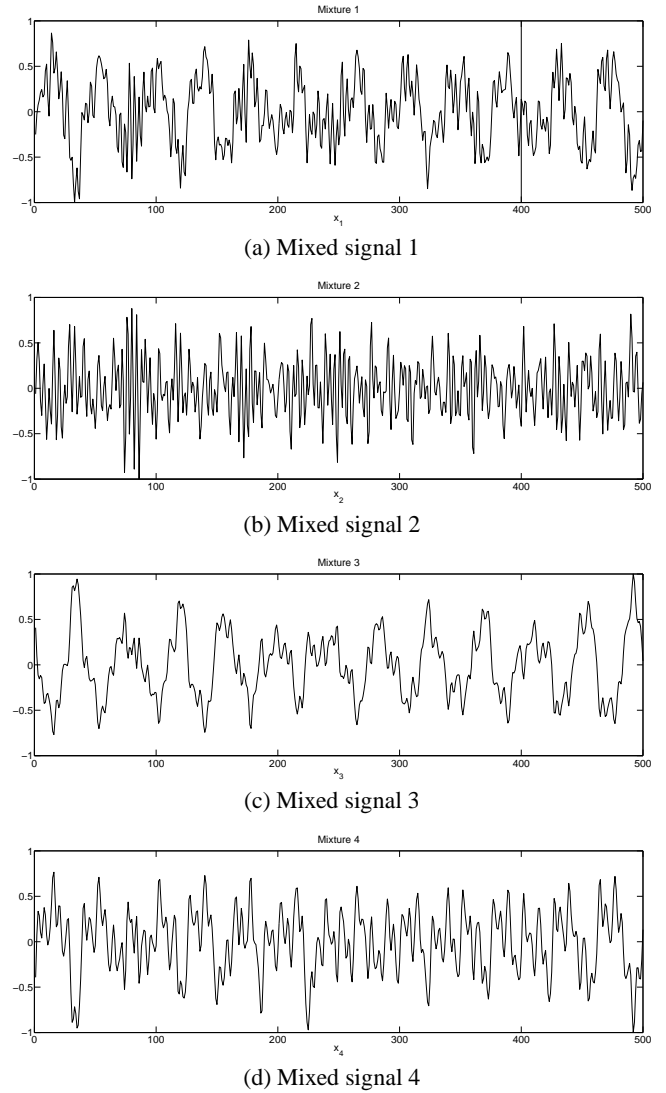 Mixture 1
1
0.5
0
−0.5
−1
0 100 200 300 400 500
x1
(a) Mixed signal 1
Mixture 2
1
0.5
0
−0.5
−1
0 100 200 300 400 500
x2
(b) Mixed signal 2
Mixture 3
1
0.5
0
−0.5
−1
0 100 200 300 400 500
x3
(c) Mixed signal 3
Mixture 4
1
0.5
0
−0.5
−1
0 100 200 300 400 500
x4
(d) Mixed signal 4